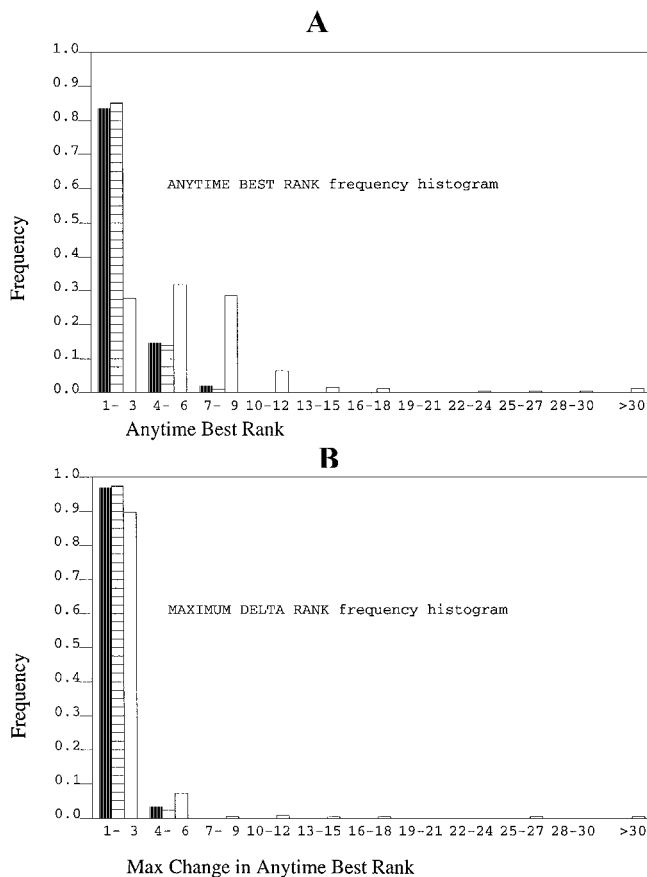 A
1.0
0.9
0.8
0.7
0.6
0.5
0.4
0.3
0.2
0.1
0.0
Frequency
ANYTIME BEST RANK frequency histogram
1- 3 4- 6 7- 9 10-12 13-15 16-18 19-21 22-24 25-27 28-30 >30
Anytime Best Rank
B
1.0
0.9
0.8
0.7
0.6
0.5
0.4
0.3
0.2
0.1
0.0
Frequency
MAXIMUM DELTA RANK frequency histogram
1- 3 4- 6 7- 9 10-12 13-15 16-18 19-21 22-24 25-27 28-30 >30
Max Change in Anytime Best Rank